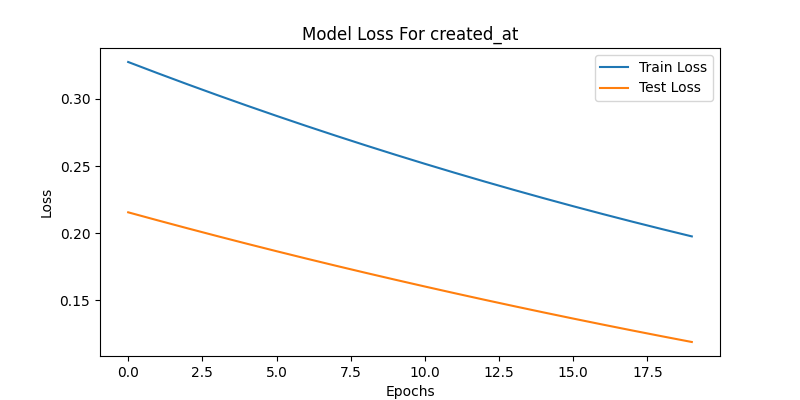 Model Loss For created_at
Train Loss
Test Loss
Loss
0.30
0.25
0.20
0.15
0.0 2.5 5.0 7.5 10.0 12.5 15.0 17.5
Epochs